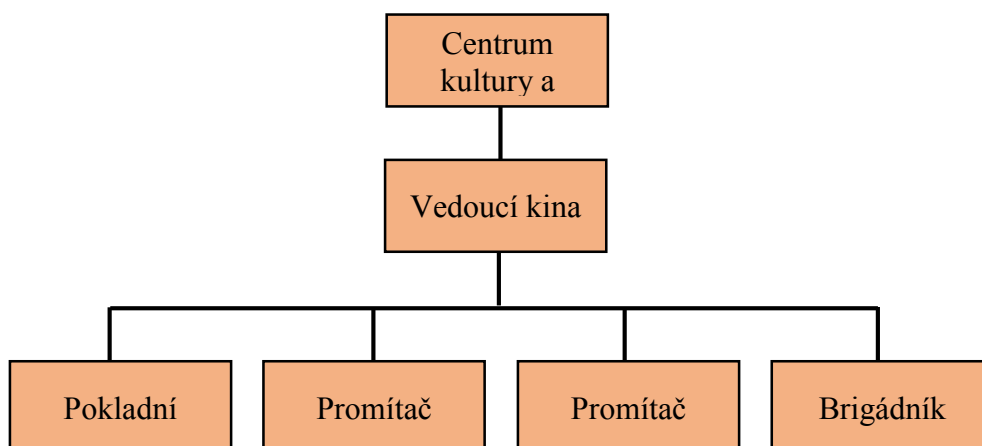 Centrum
kultury a
Vedoucí kina
Pokladní
Promítač
Promítač
Brigádník